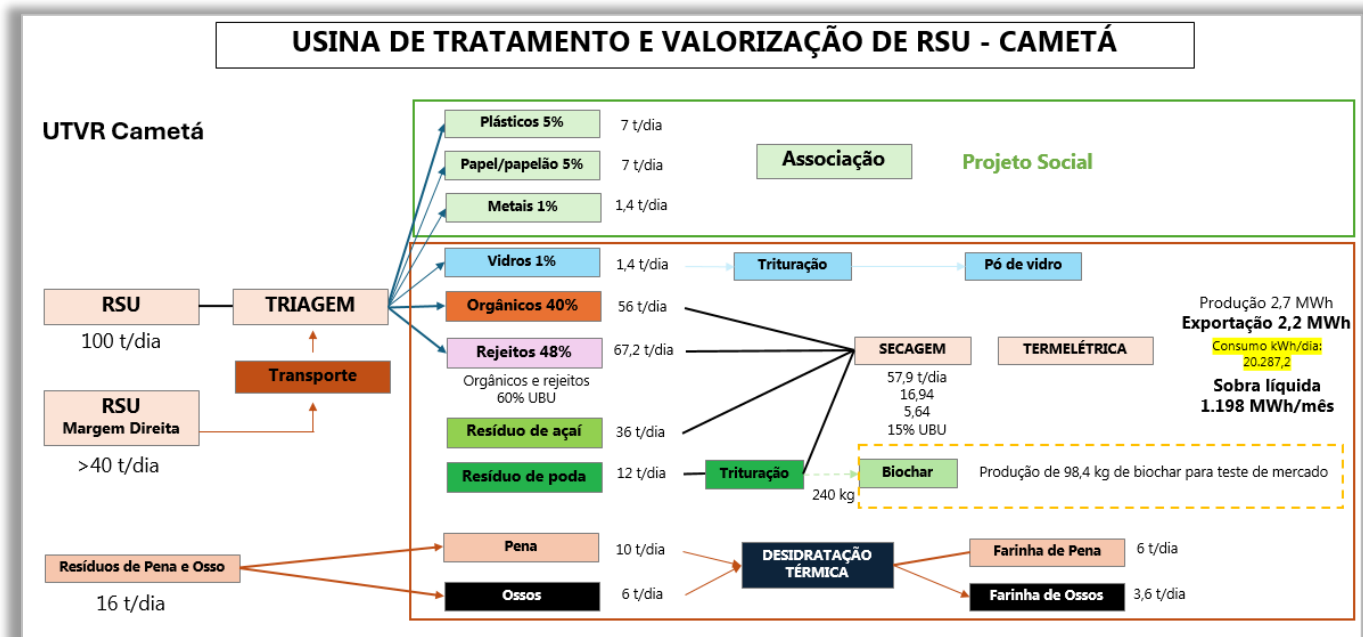 USINA DE TRATAMENTO E VALORIZAÇÃO DE RSU - CAMETÁ
UTVR Cametá
Plásticos 5%
7 t/dia
Papel/papelão 5%
7 t/dia
Metais 1%
1,4 t/dia
Associação
Projeto Social
RSU
100 t/dia
TRIAGEM
Transporte
RSU
Margem Direita
>40 t/dia
Vidros 1%
1,4 t/dia
Trituração
Pó de vidro
Orgânicos 40%
56 t/dia
Rejeitos 48%
67,2 t/dia
Orgânicos e rejeitos
60% UBU
Resíduo de açaí
36 t/dia
Resíduo de poda
12 t/dia
SECAGEM
57,9 t/dia
16,94
5,64
15% UBU
TERMELÉTRICA
Produção 2,7 MWh
Exportação 2,2 MWh
Consumo kWh/dia:
20.287,2
Sobra líquida
1.198 MWh/mês
Trituração
240 kg
Biochar
Produção de 98,4 kg de biochar para teste de mercado
Resíduos de Pena e Osso
16 t/dia
Pena
10 t/dia
Ossos
6 t/dia
DESIDRATAÇÃO
TÉRMICA
Farinha de Pena
6 t/dia
Farinha de Ossos
3,6 t/dia